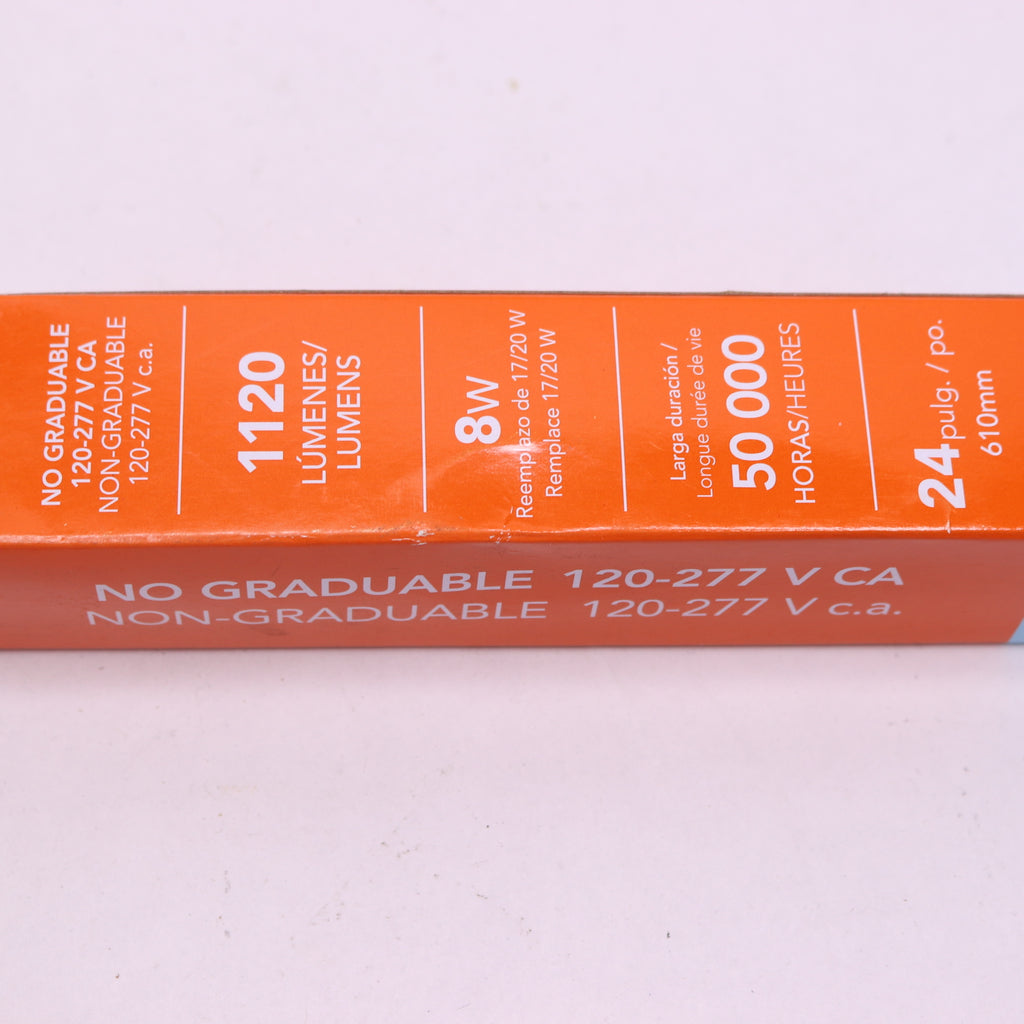 NO GRADUABLE
120-277 V CA
NON-GRADUABLE
120-277 V c.a.
1120
LÚMENES/
LUMENS
8W
Reemplazo de 17/20 W
Remplace 17/20 W
Larga duración /
Longue durée de vie
50 000
HORAS/HEURES
24 pulg. / po.
610mm
NO GRADUABLE 120-277 V CA
NON-GRADUABLE 120-277 V c.a.